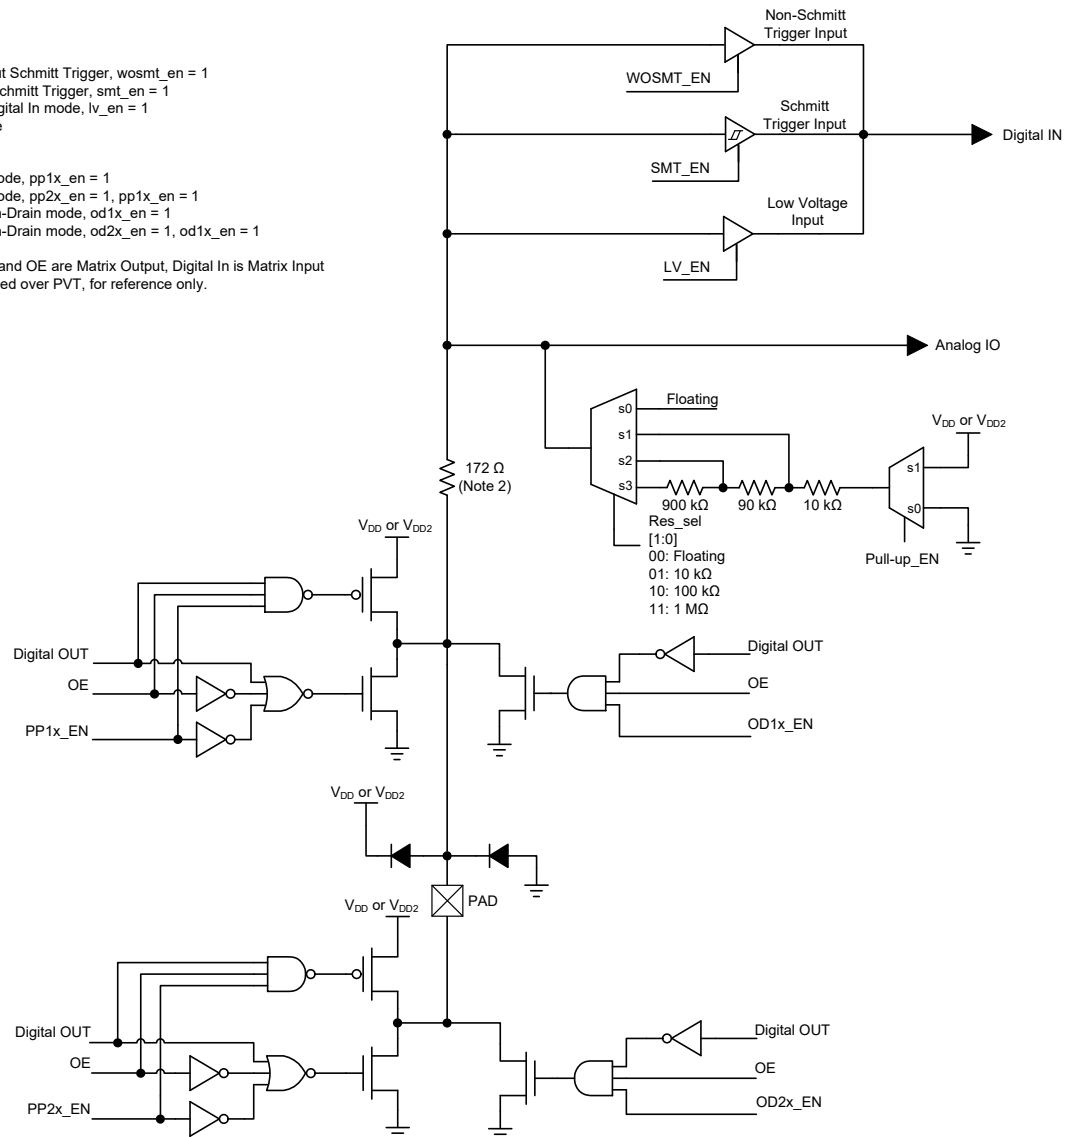 t Schmitt Trigger, wosmt_en = 1
chmitt Trigger, smt_en = 1
gital In mode, lv_en = 1
e
ode, pp1x_en = 1
ode, pp2x_en = 1, pp1x_en = 1
n-Drain mode, od1x_en = 1
n-Drain mode, od2x_en = 1, od1x_en = 1
and OE are Matrix Output, Digital In is Matrix Input
ed over PVT, for reference only.
Non-Schmitt
Trigger Input
WOSMT_EN
Schmitt
Trigger Input
Digital IN
SMT_EN
Low Voltage
Input
LV_EN
Analog IO
Floating
s0
s1
s2
s3
VDD or VDD2
s1
s0
172 Ω
(Note 2)
900 kΩ
90 kΩ
10 kΩ
Res_sel
[1:0]
00: Floating
01: 10 kΩ
10: 100 kΩ
11: 1 MΩ
Pull-up_EN
VDD or VDD2
Digital OUT
OE
PP1x_EN
Digital OUT
OE
OD1x_EN
VDD or VDD2
PAD
VDD or VDD2
Digital OUT
OE
PP2x_EN
Digital OUT
OE
OD2x_EN